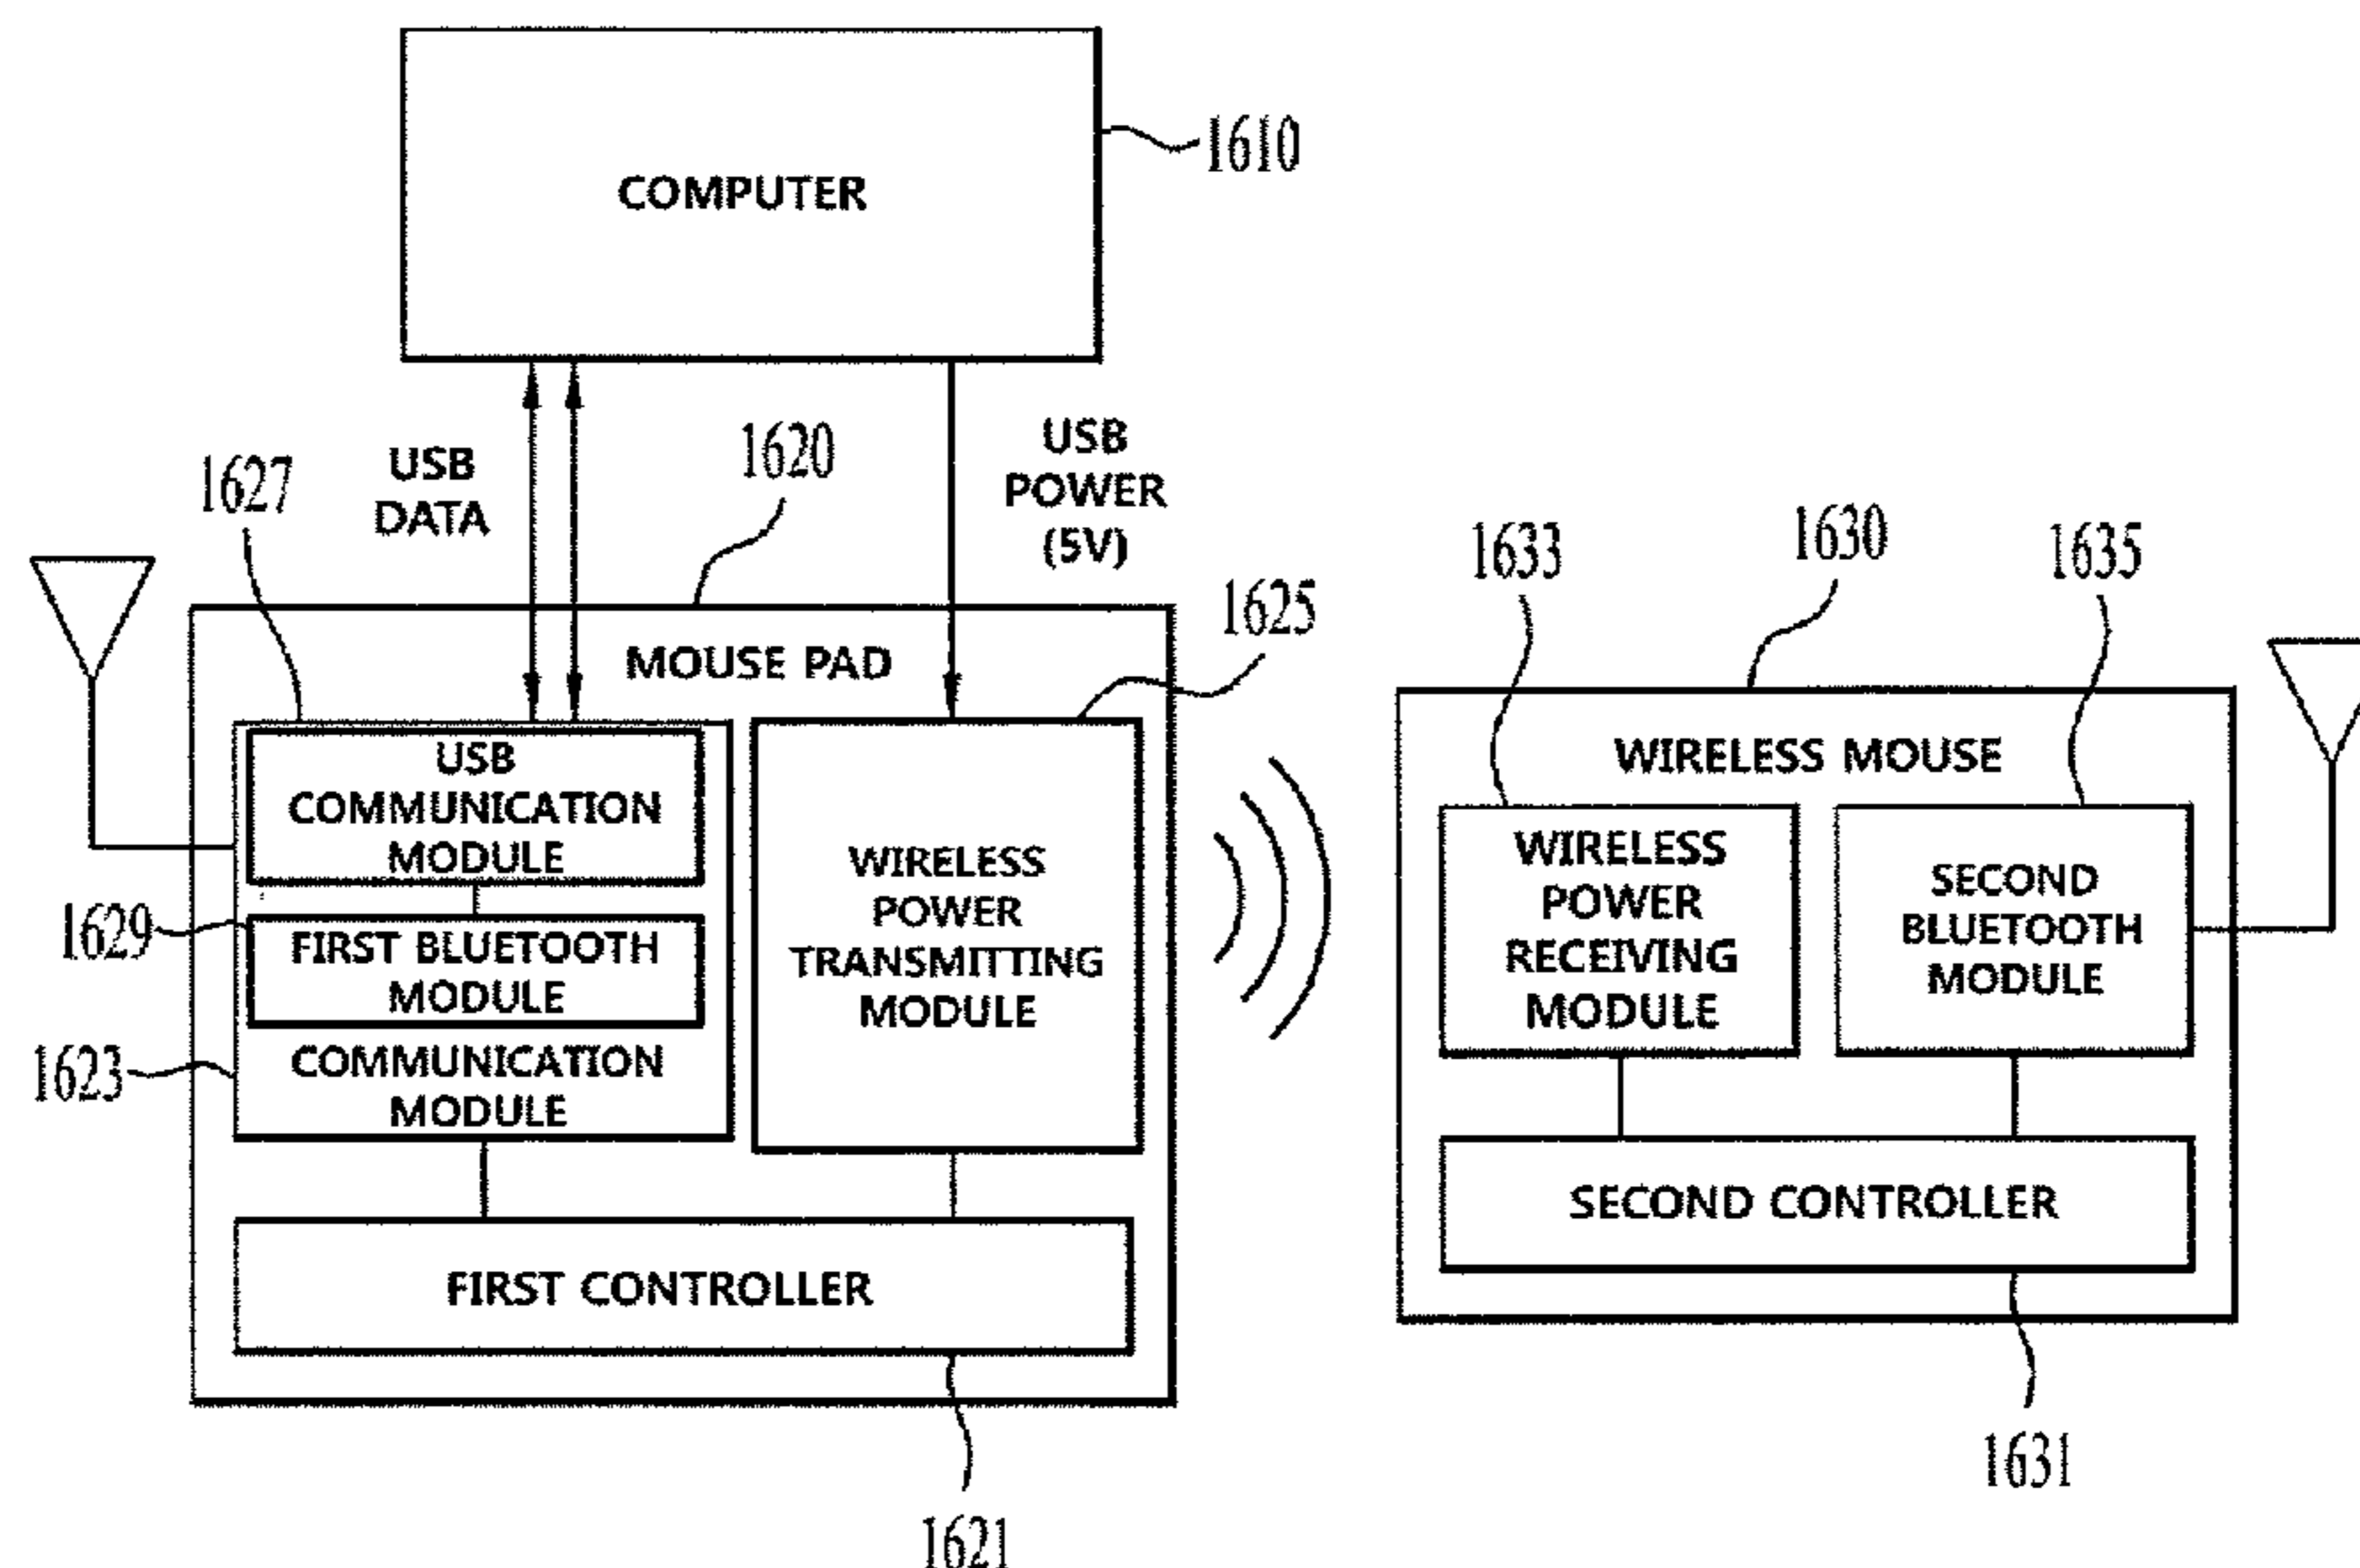 COMPUTER
1610
USB
DATA
1627
1620
USB
POWER
(5V)
1625
MOUSE PAD
USB
COMMUNICATION
MODULE
1629
FIRST BLUETOOTH
MODULE
1623
COMMUNICATION
MODULE
WIRELESS
POWER
TRANSMITTING
MODULE
FIRST CONTROLLER
1621
1633
1630
1635
WIRELESS MOUSE
WIRELESS
POWER
RECEIVING
MODULE
SECOND
BLUETOOTH
MODULE
SECOND CONTROLLER
1631